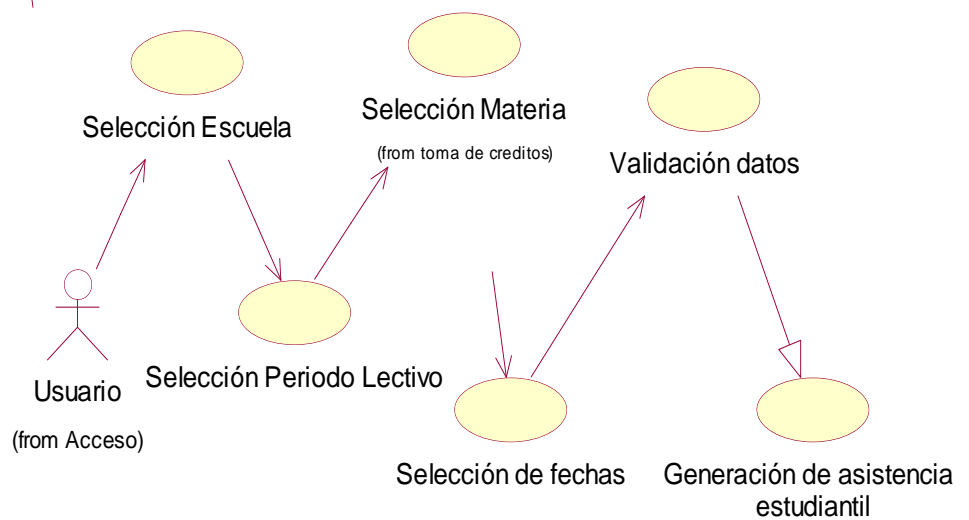 Selección Escuela
Selección Materia
(from toma de creditos)
Validación datos
Usuario
(from Acceso)
Selección Periodo Lectivo
Selección de fechas
Generación de asistencia
estudiantil